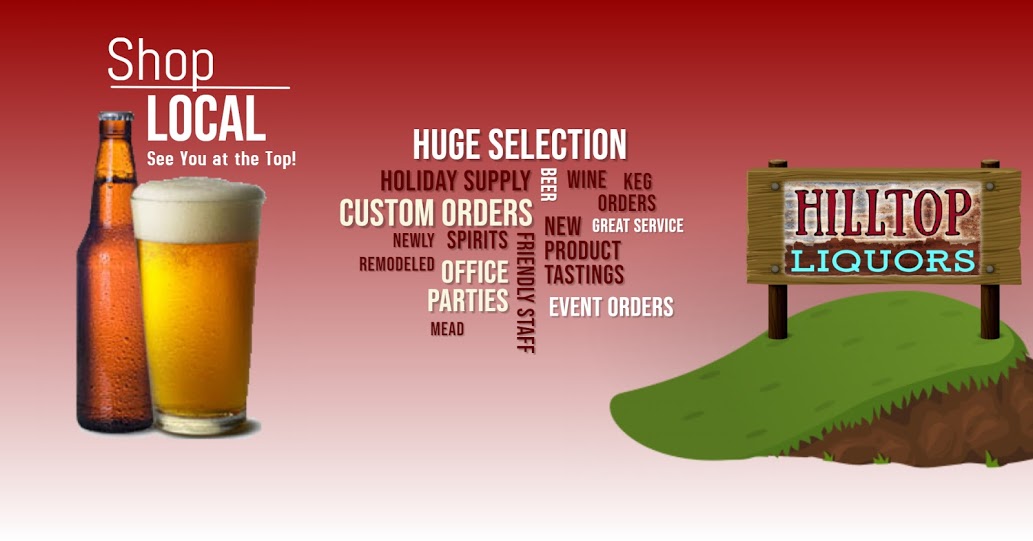 Shop
LOCAL
See You at the Top!
HUGE SELECTION
HOLIDAY SUPPLY
BEER
WINE
KEG
ORDERS
CUSTOM ORDERS
NEW
PRODUCT
TASTINGS
GREAT SERVICE
NEWLY
REMODELED
SPIRITS
FRIENDLY STAFF
OFFICE
PARTIES
EVENT ORDERS
MEAD
HILLTOP
LIQUORS